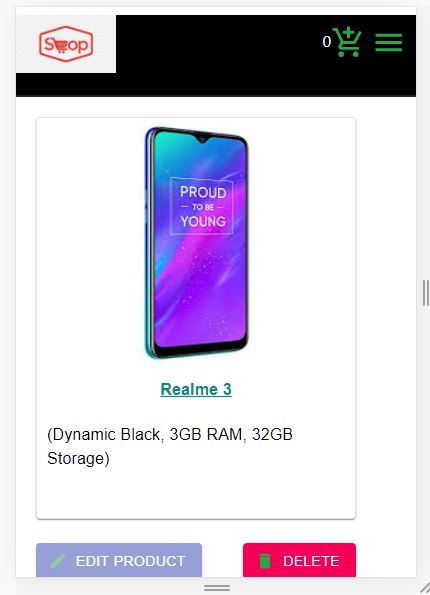 Shop
0
PROUD
TO BE
YOUNG
Realme 3
(Dynamic Black, 3GB RAM, 32GB
Storage)
EDIT PRODUCT
DELETE